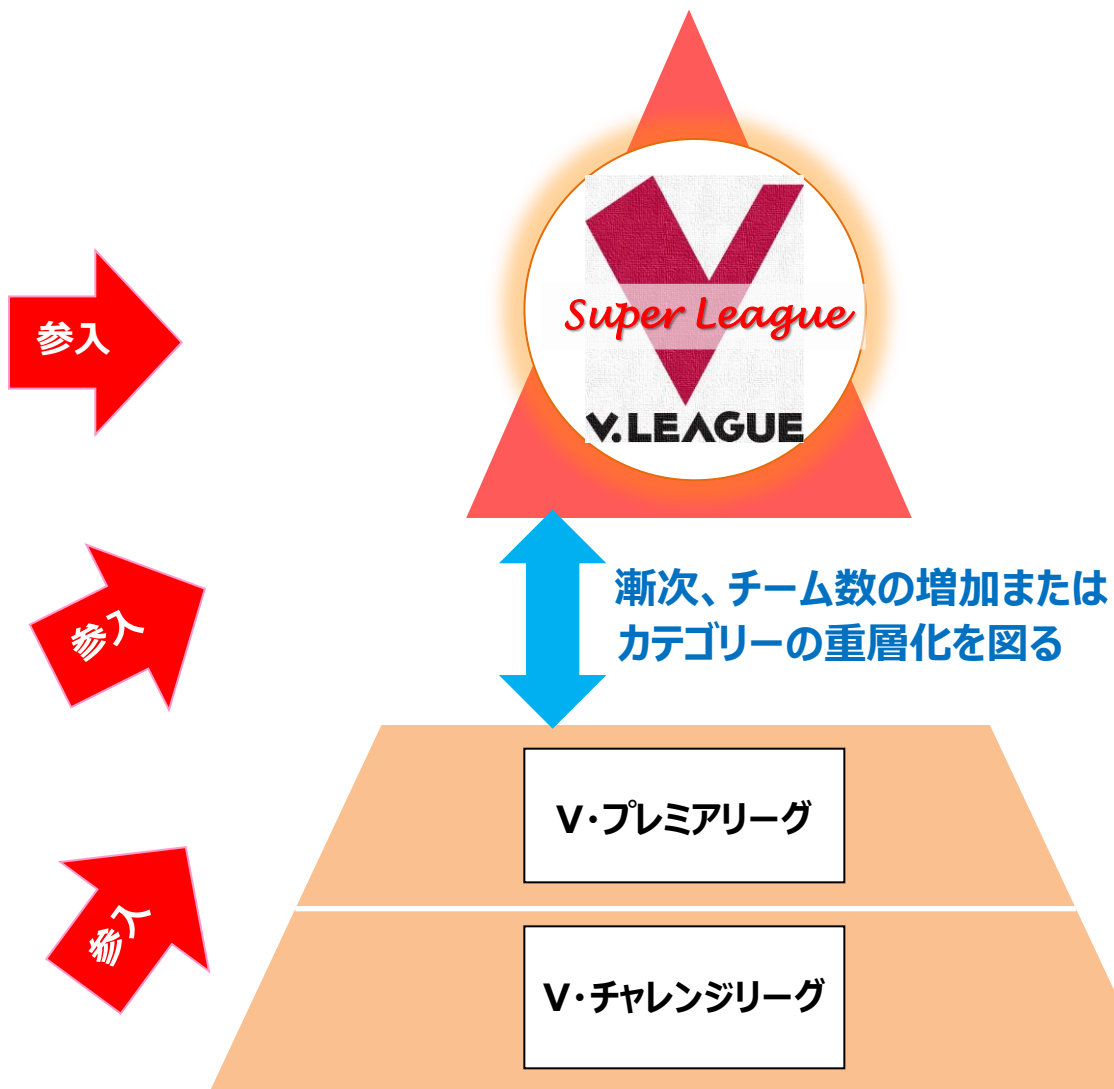 Super League
V.LEAGUE
参入
漸次、チーム数の増加または
カテゴリーの重層化を図る
参入
V・プレミアリーグ
参入
V・チャレンジリーグ